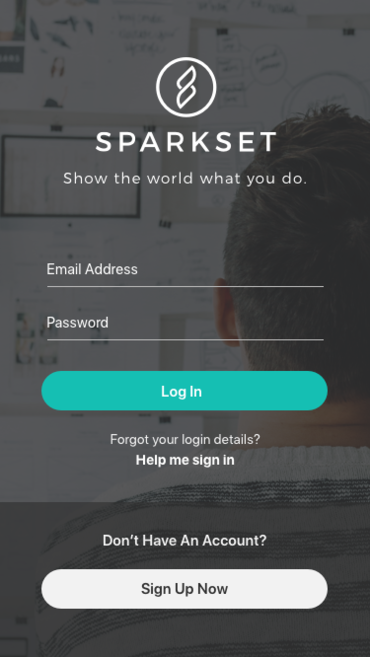 SPARKSET
Show the world what you do.
Email Address
Password
Log In
Forgot your login details?
Help me sign in
Don't Have An Account?
Sign Up Now